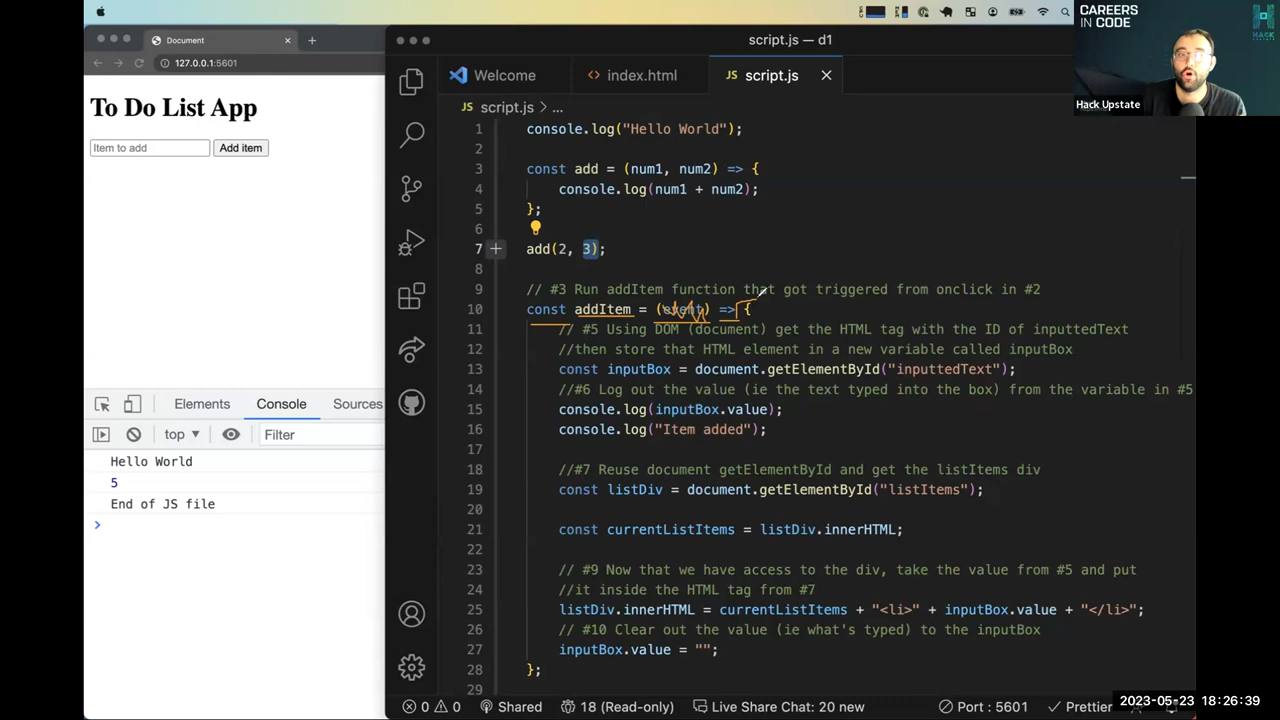 Document
127.0.0.1:5601
To Do List App
Item to add
Add item
Elements
Console
Sources
top
Filter
Hello World
5
End of JS file
script.js — d1
Welcome
index.html
script.js
JS script.js > ...
1 console.log("Hello World");
2
3 const add = (num1, num2) => {
4 console.log(num1 + num2);
5 };
6
7 add(2, 3);
8
9 // #3 Run addItem function that got triggered from onclick in #2
10 const addItem = (event) => {
11 // #5 Using DOM (document) get the HTML tag with the ID of inputtedText
12 //then store that HTML element in a new variable called inputBox
13 const inputBox = document.getElementById("inputtedText");
14 //#6 Log out the value (ie the text typed into the box) from the variable in #5
15 console.log(inputBox.value);
16 console.log("Item added");
17
18 //#7 Reuse document getElementById and get the listItems div
19 const listDiv = document.getElementById("listItems");
20
21 const currentListItems = listDiv.innerHTML;
22
23 // #9 Now that we have access to the div, take the value from #5 and put
24 //it inside the HTML tag from #7
25 listDiv.innerHTML = currentListItems + "<li>" + inputBox.value + "</li>";
26 // #10 Clear out the value (ie what's typed) to the inputBox
27 inputBox.value = "";
28 };
29
0 0
Shared
18 (Read-only)
Live Share Chat: 20 new
Port : 5601
Prettier
2023-05-23 18:26:39
CAREERS
IN CODE
HACK
UPSTATE
Hack Upstate